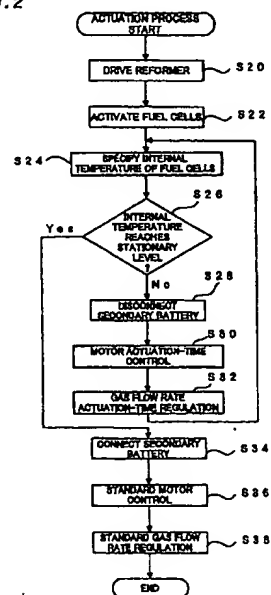 .2
ACTUATION PROCESS
START
DRIVE REFORMER
S20
ACTIVATE FUEL CELLS
S22
S24
SPECIFY INTERNAL
TEMPERATURE OF FUEL CELLS
S26
INTERNAL
TEMPERATURE
REACHES
STATIONARY
LEVEL
?
Yes
No
S28
DISCONNECT
SECONDARY BATTERY
S30
MOTOR ACTUATION-TIME
CONTROL
S32
GAS FLOW RATE
ACTUATION-TIME REGULATION
CONNECT SECONDARY
BATTERY
S34
STANDARD MOTOR
CONTROL
S36
STANDARD GAS FLOW
RATE REGULATION
S38
END